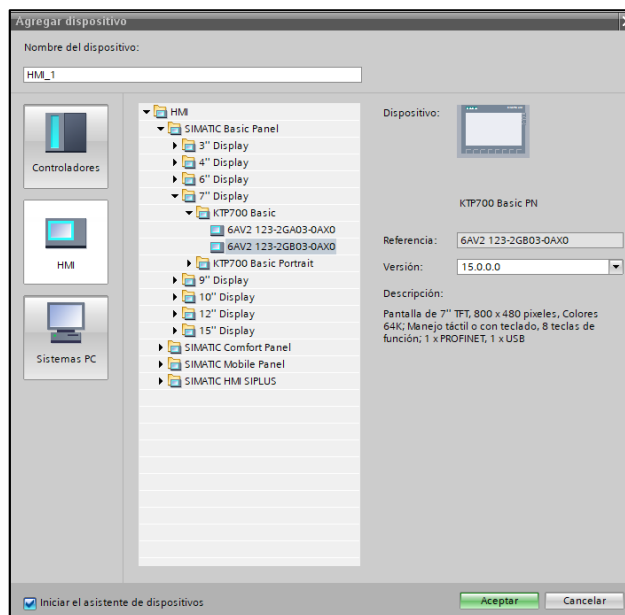 Agregar dispositivo
Nombre del dispositivo:
HMI_1
Controladores
HMI
Sistemas PC
HMI
SIMATIC Basic Panel
3'' Display
4'' Display
6'' Display
7'' Display
KTP700 Basic
6AV2 123-2GA03-0AX0
6AV2 123-2GB03-0AX0
KTP700 Basic Portrait
9'' Display
10'' Display
12'' Display
15'' Display
SIMATIC Comfort Panel
SIMATIC Mobile Panel
SIMATIC HMI SIPLUS
Dispositivo:
KTP700 Basic PN
Referencia: 6AV2 123-2GB03-0AX0
Versión: 15.0.0.0
Descripción:
Pantalla de 7'' TFT, 800 x 480 pixeles, Colores
64K; Manejo táctil o con teclado, 8 teclas de
función; 1 x PROFINET, 1 x USB
Iniciar el asistente de dispositivos
Aceptar
Cancelar